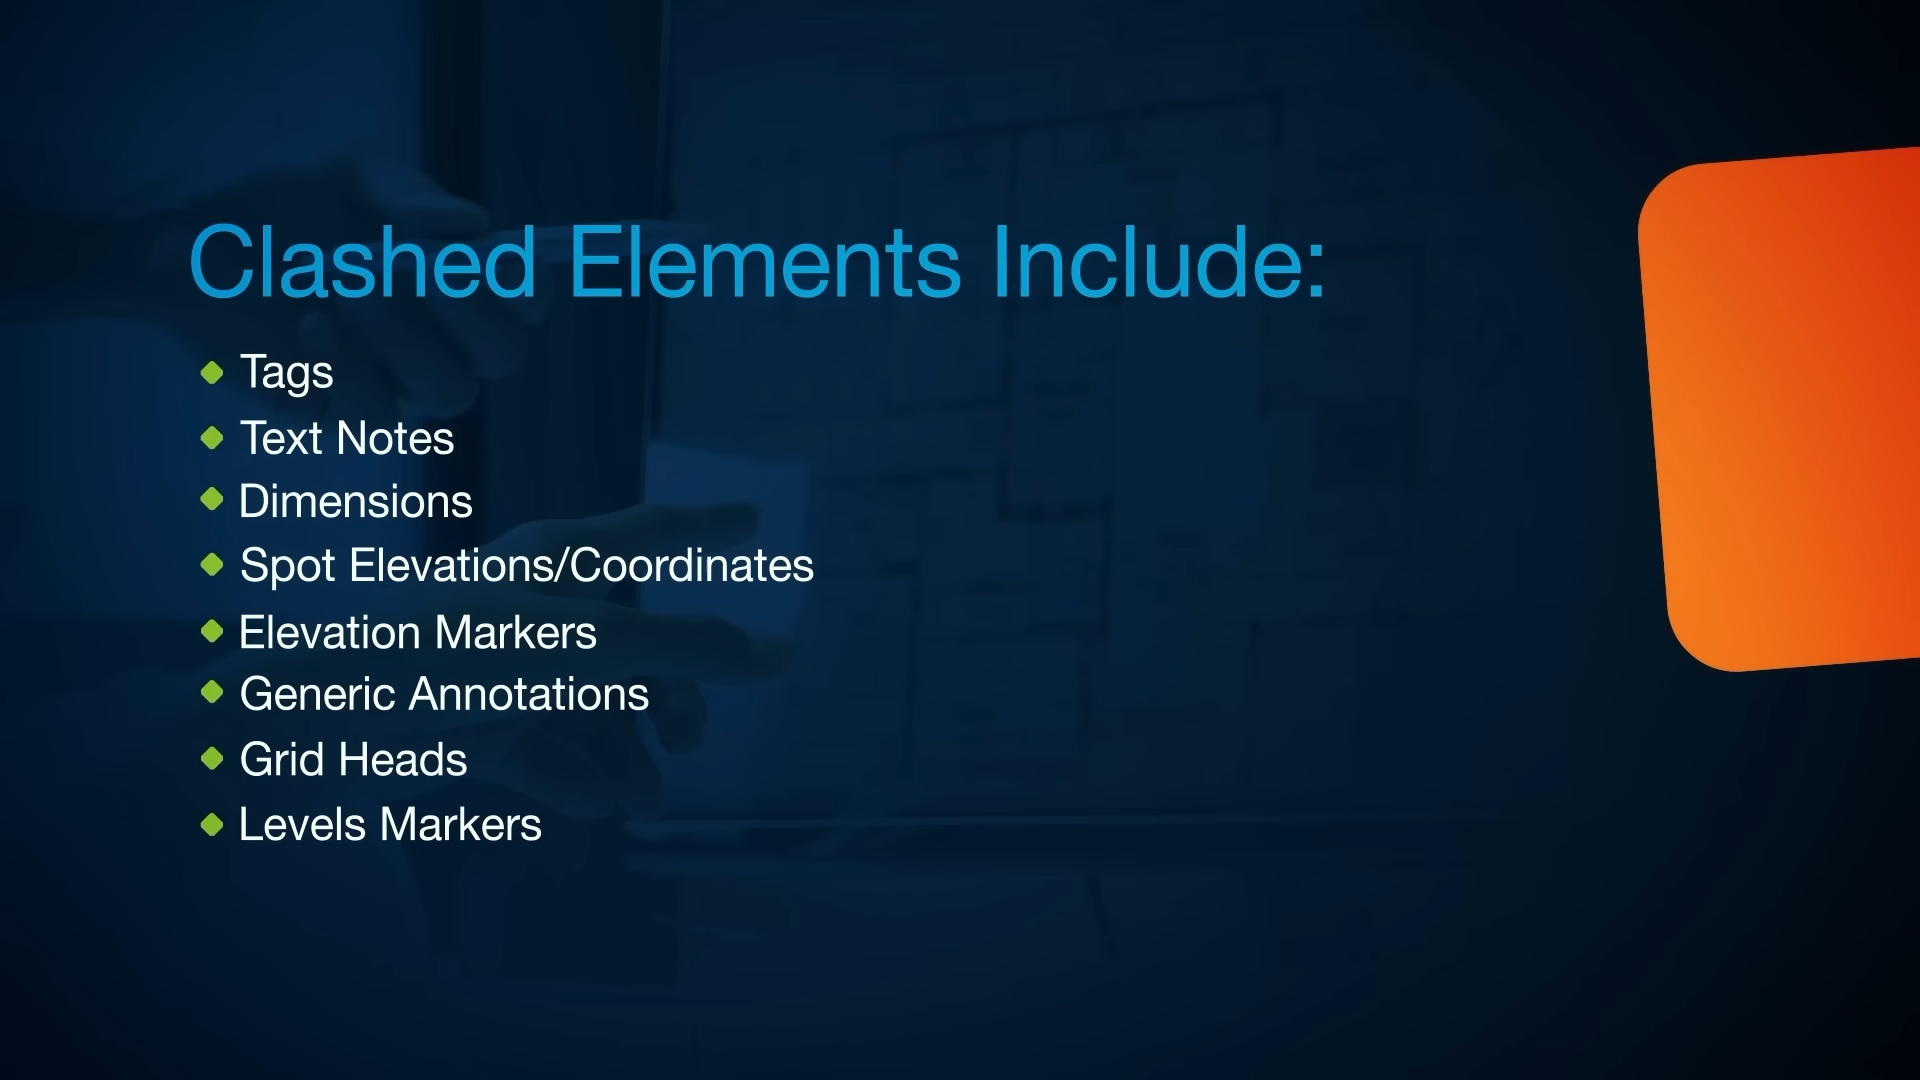 Clashed Elements Include:
Tags
Text Notes
Dimensions
Spot Elevations/Coordinates
Elevation Markers
Generic Annotations
Grid Heads
Levels Markers